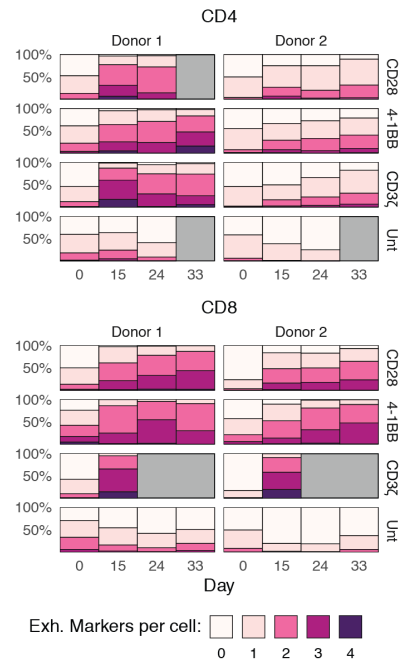 CD4
Donor 1 Donor 2
100%
50%
CD28
100%
50%
4-1BB
100%
50%
CD3ζ
100%
50%
Unt
0 15 24 33 0 15 24 33
CD8
Donor 1 Donor 2
100%
50%
CD28
100%
50%
4-1BB
100%
50%
CD3ζ
100%
50%
Unt
0 15 24 33 0 15 24 33
Day
Exh. Markers per cell:
0 1 2 3 4